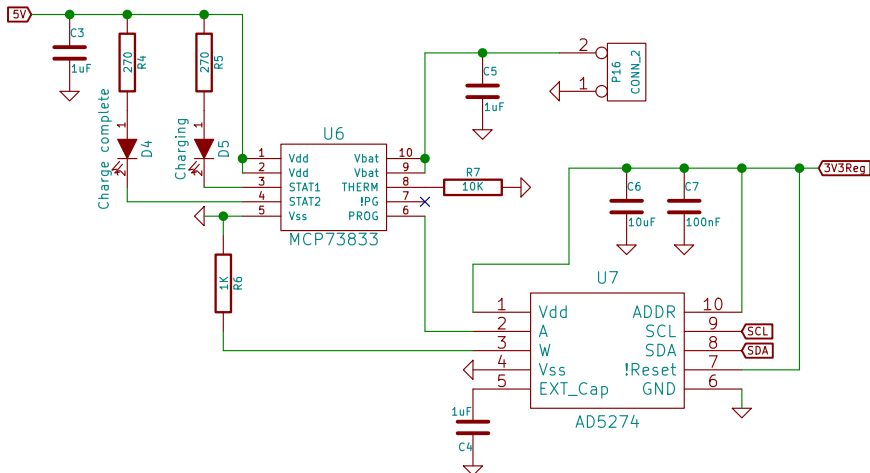 5V
C3
1uF
270
R4
270
R5
Charge complete
1
2
D4
Charging
1
2
D5
U6
1 Vdd Vbat 10
2 Vdd Vbat 9
3 STAT1 THERM 8
4 STAT2 !PG 7
5 Vss PROG 6
MCP73833
C5
1uF
2
1
P16
CONN_2
R7
10K
1K
R6
3V3Reg
C6
10uF
C7
100nF
U7
1 Vdd ADDR 10
2 A SCL 9
3 W SDA 8
4 Vss !Reset 7
5 EXT_Cap GND 6
AD5274
SCL
SDA
1uF
C4